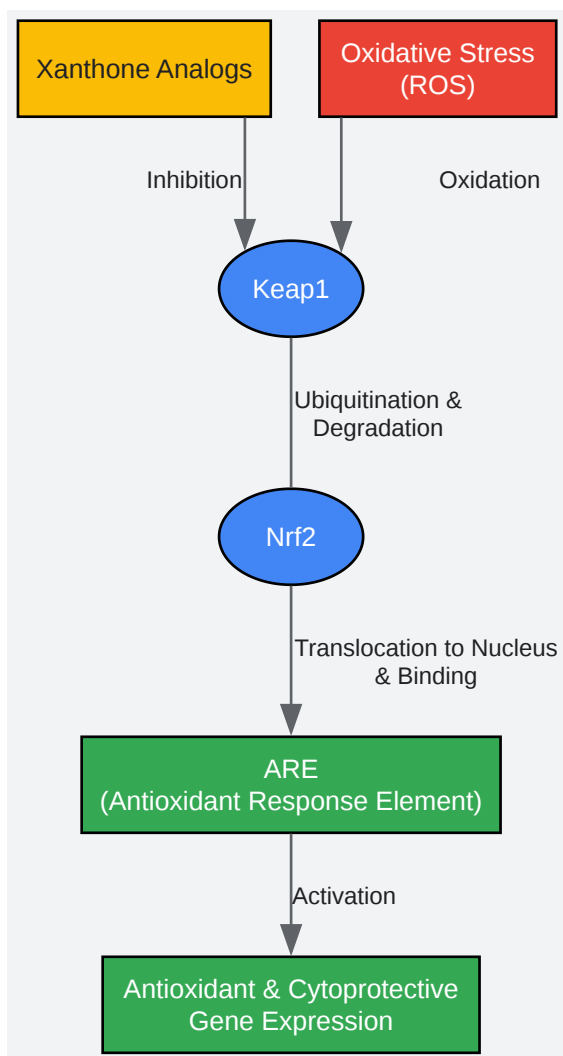 Xanthone Analogs
Oxidative Stress
(ROS)
Inhibition
Oxidation
Keap1
Ubiquitination &
Degradation
Nrf2
Translocation to Nucleus
& Binding
ARE
(Antioxidant Response Element)
Activation
Antioxidant & Cytoprotective
Gene Expression